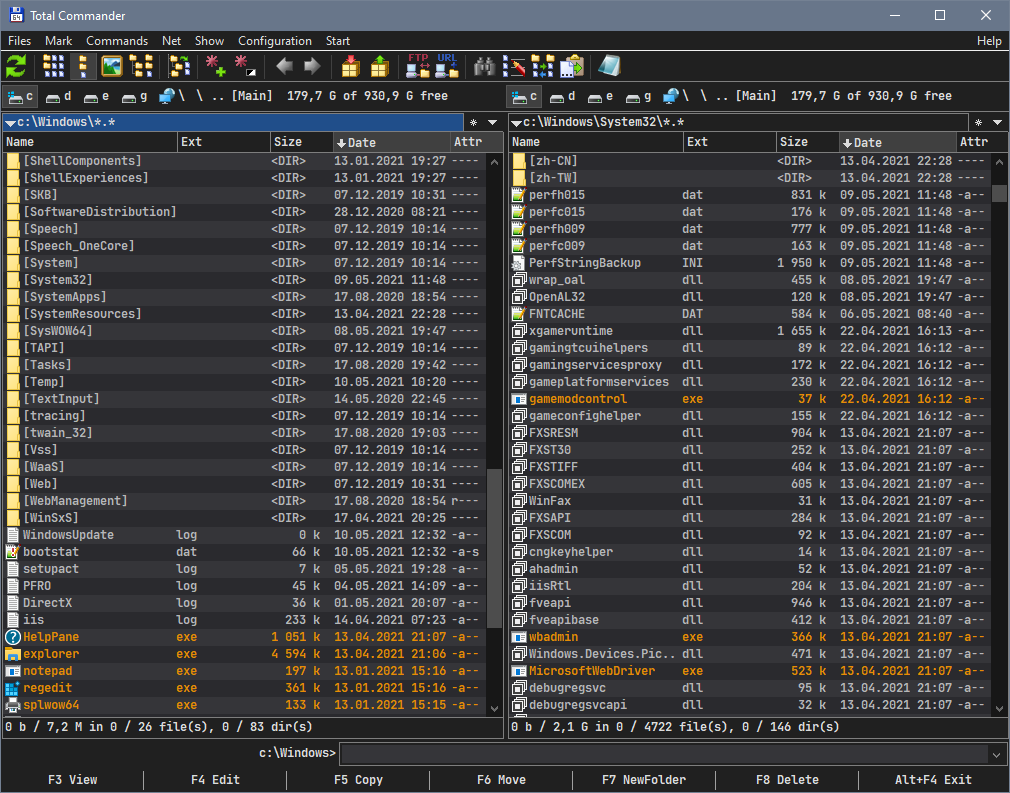 Total Commander
Files Mark Commands Net Show Configuration Start Help
FTP URL
c d e g \ \ .. [Main] 179,7 G of 930,9 G free
c d e g \ \ .. [Main] 179,7 G of 930,9 G free
c:\Windows\*.* * 
Name Ext Size Date Attr
[ShellComponents] <DIR> 13.01.2021 19:27 ----
[ShellExperiences] <DIR> 13.01.2021 19:27 ----
[SKB] <DIR> 07.12.2019 10:31 ----
[SoftwareDistribution] <DIR> 28.12.2020 08:21 ----
[Speech] <DIR> 07.12.2019 10:14 ----
[Speech_OneCore] <DIR> 07.12.2019 10:14 ----
[System] <DIR> 07.12.2019 10:14 ----
[System32] <DIR> 09.05.2021 11:48 ----
[SystemApps] <DIR> 17.08.2020 18:54 ----
[SystemResources] <DIR> 13.04.2021 22:28 ----
[SysWOW64] <DIR> 08.05.2021 19:47 ----
[TAPI] <DIR> 07.12.2019 10:14 ----
[Tasks] <DIR> 17.08.2020 19:42 ----
[Temp] <DIR> 10.05.2021 10:20 ----
[TextInput] <DIR> 14.05.2020 22:45 ----
[tracing] <DIR> 07.12.2019 10:14 ----
[twain_32] <DIR> 17.08.2020 19:03 ----
[Vss] <DIR> 07.12.2019 10:14 ----
[WaaS] <DIR> 07.12.2019 10:14 ----
[Web] <DIR> 07.12.2019 10:31 ----
[WebManagement] <DIR> 17.08.2020 18:54 r---
[WinSxS] <DIR> 17.04.2021 20:25 ----
WindowsUpdate log 0 k 10.05.2021 12:32 -a--
bootstat dat 66 k 10.05.2021 12:32 -a-s
setupact log 7 k 05.05.2021 19:28 -a--
PFRO log 45 k 04.05.2021 14:09 -a--
DirectX log 36 k 01.05.2021 20:07 -a--
iis log 233 k 14.04.2021 07:23 -a--
HelpPane exe 1 051 k 13.04.2021 21:07 -a--
explorer exe 4 594 k 13.04.2021 21:06 -a--
notepad exe 197 k 13.01.2021 15:16 -a--
regedit exe 361 k 13.01.2021 15:16 -a--
splwow64 exe 133 k 13.01.2021 15:15 -a--
0 b / 7,2 M in 0 / 26 file(s), 0 / 83 dir(s)
c:\Windows\System32\*.* *
Name Ext Size Date Attr
[zh-CN] <DIR> 13.04.2021 22:28 ----
[zh-TW] <DIR> 13.04.2021 22:28 ----
perfh015 dat 831 k 09.05.2021 11:48 -a--
perfc015 dat 176 k 09.05.2021 11:48 -a--
perfh009 dat 777 k 09.05.2021 11:48 -a--
perfc009 dat 163 k 09.05.2021 11:48 -a--
PerfStringBackup INI 1 950 k 09.05.2021 11:48 -a--
wrap_oal dll 455 k 08.05.2021 19:47 -a--
OpenAL32 dll 120 k 08.05.2021 19:47 -a--
FNTCACHE DAT 584 k 06.05.2021 08:40 -a--
xgameruntime dll 1 655 k 22.04.2021 16:13 -a--
gamingtcuihelpers dll 89 k 22.04.2021 16:12 -a--
gamingservicesproxy dll 172 k 22.04.2021 16:12 -a--
gameplatformservices dll 230 k 22.04.2021 16:12 -a--
gamemodcontrol exe 37 k 22.04.2021 16:12 -a--
gameconfighelper dll 155 k 22.04.2021 16:12 -a--
FXSRESM dll 904 k 13.04.2021 21:07 -a--
FXST30 dll 252 k 13.04.2021 21:07 -a--
FXSTIFF dll 404 k 13.04.2021 21:07 -a--
FXSCOMEX dll 605 k 13.04.2021 21:07 -a--
WinFax dll 31 k 13.04.2021 21:07 -a--
FXSAPI dll 284 k 13.04.2021 21:07 -a--
FXSCOM dll 92 k 13.04.2021 21:07 -a--
cngkeyhelper dll 14 k 13.04.2021 21:07 -a--
ahadmin dll 52 k 13.04.2021 21:07 -a--
iisRtl dll 204 k 13.04.2021 21:07 -a--
fveapi dll 946 k 13.04.2021 21:07 -a--
fveapibase dll 412 k 13.04.2021 21:07 -a--
wbadmin exe 366 k 13.04.2021 21:07 -a--
Windows.Devices.Pic.. dll 471 k 13.04.2021 21:07 -a--
MicrosoftWebDriver exe 523 k 13.04.2021 21:07 -a--
debugregsvc dll 95 k 13.04.2021 21:07 -a--
debugregsvcapi dll 32 k 13.04.2021 21:07 -a--
0 b / 2,1 G in 0 / 4722 file(s), 0 / 146 dir(s)
c:\Windows>
F3 View F4 Edit F5 Copy F6 Move F7 NewFolder F8 Delete Alt+F4 Exit